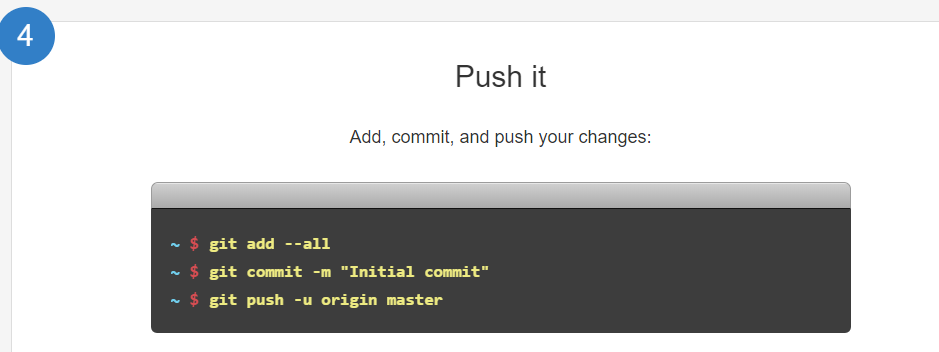 4
Push it
Add, commit, and push your changes:
~ $ git add --all
~ $ git commit -m "Initial commit"
~ $ git push -u origin master